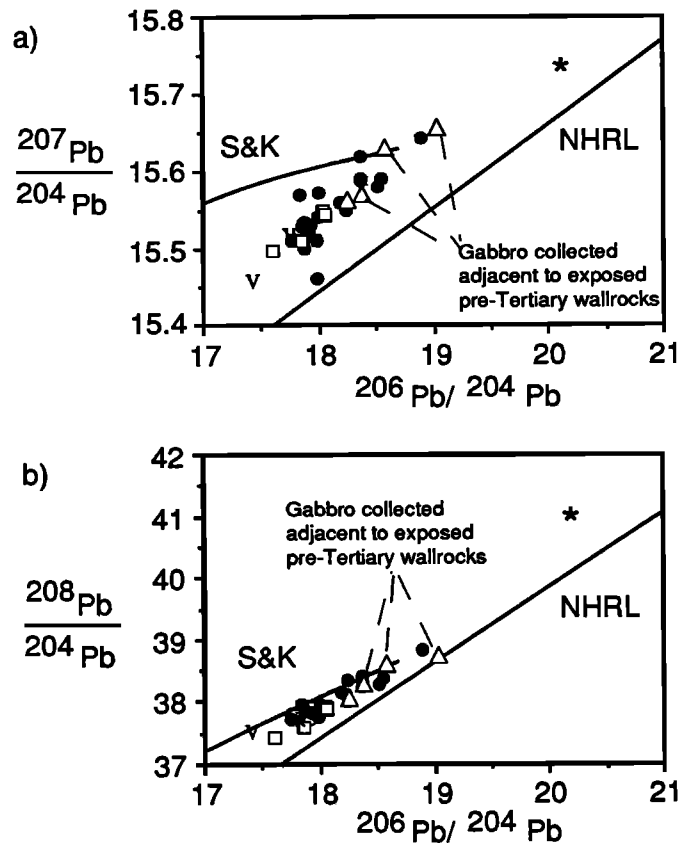 a)
15.8
15.7
15.6
15.5
15.4
207Pb
204Pb
S&K
NHRL
*
v
v
Gabbro collected
adjacent to exposed
pre-Tertiary wallrocks
17 18 19 20 21
206Pb/ 204Pb
b)
42
41
40
39
38
37
208Pb
204Pb
Gabbro collected
adjacent to exposed
pre-Tertiary wallrocks
*
S&K
NHRL
v
17 18 19 20 21
206Pb/ 204Pb